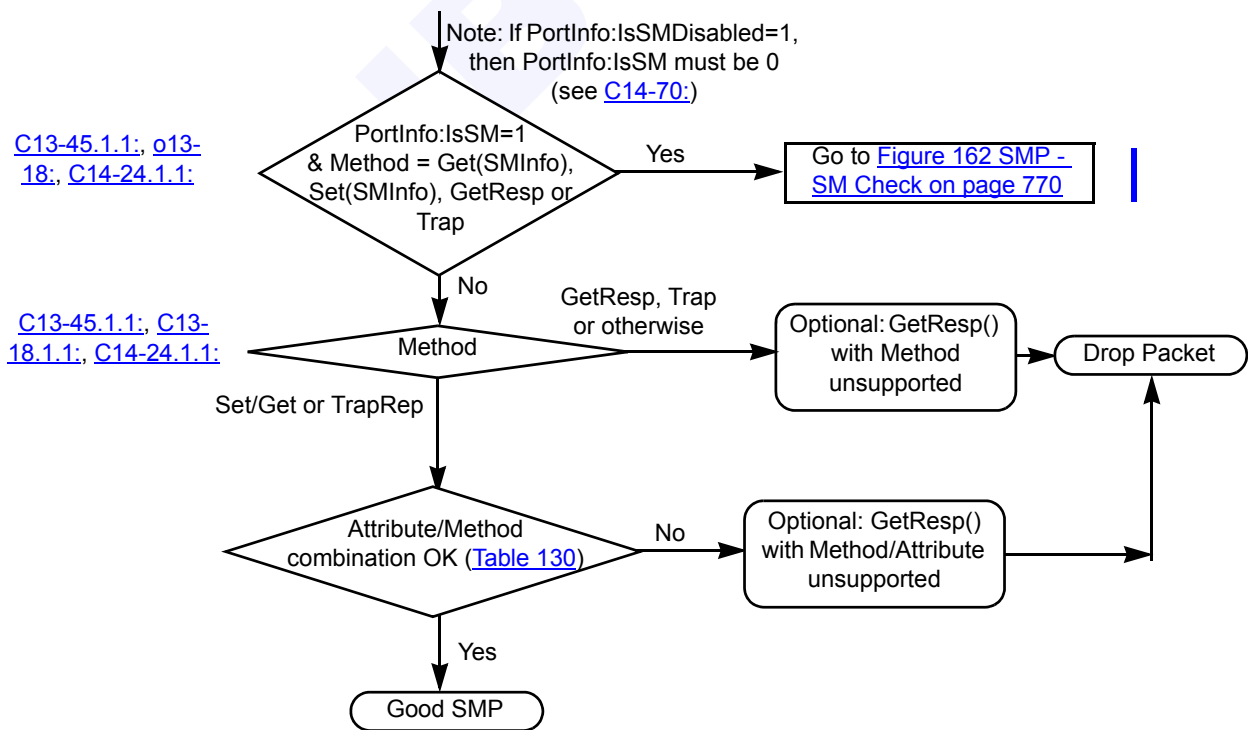 Note: If PortInfo:IsSMDisabled=1,
then PortInfo:IsSM must be 0
(see C14-70:)
C13-45.1.1:, o13-
18:, C14-24.1.1:
PortInfo:IsSM=1
& Method = Get(SMInfo),
Set(SMInfo), GetResp or
Trap
Yes
Go to Figure 162 SMP -
SM Check on page 770
No
C13-45.1.1:, C13-
18.1.1:, C14-24.1.1:
Method
GetResp, Trap
or otherwise
Optional: GetResp()
with Method
unsupported
Drop Packet
Set/Get or TrapRep
Attribute/Method
combination OK (Table 130)
No
Optional: GetResp()
with Method/Attribute
unsupported
Yes
Good SMP